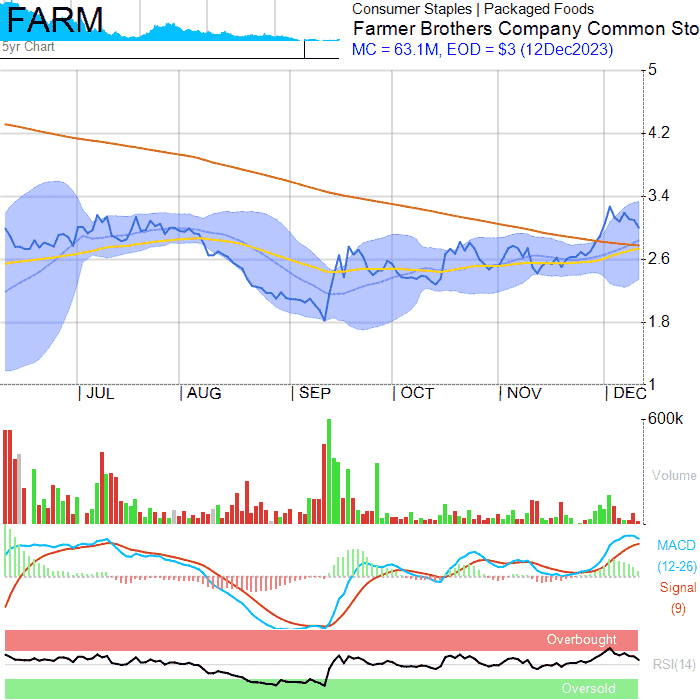 FARM
5yr Chart
Consumer Staples | Packaged Foods
Farmer Brothers Company Common Sto
MC = 63.1M, EOD = $3 (12Dec2023)
5
4.2
3.4
2.6
1.8
1
| JUL
| AUG
| SEP
| OCT
| NOV
| DEC
600k
Volume
MACD
(12-26)
Signal
(9)
Overbought
RSI(14)
Oversold